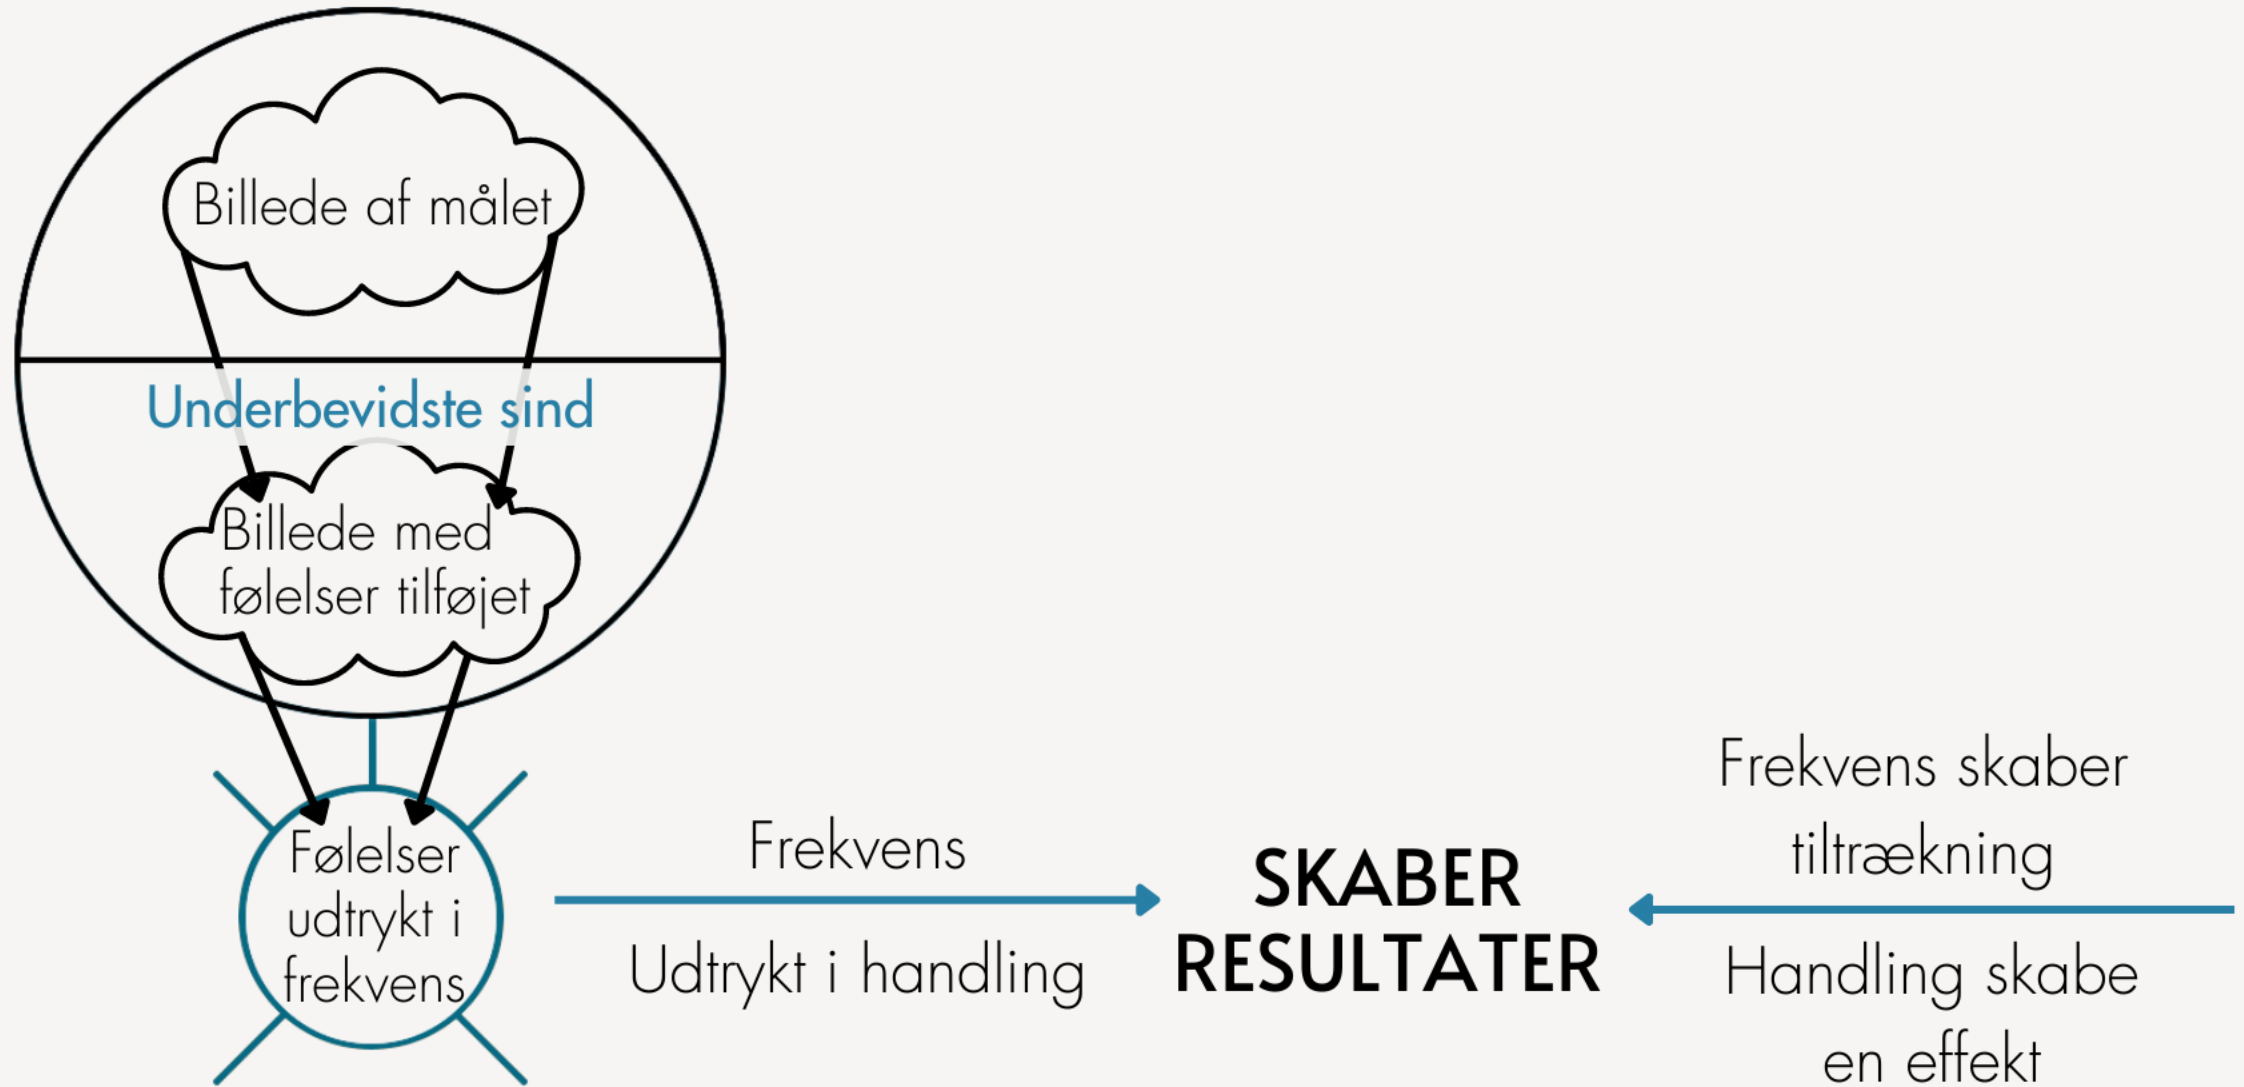 Billede af målet
Underbevidste sind
Billede med
følelser tilføjet
Følelser
udtrykt i
frekvens
Frekvens
Udtrykt i handling
SKABER
RESULTATER
Frekvens skaber
tiltrækning
Handling skabe
en effekt